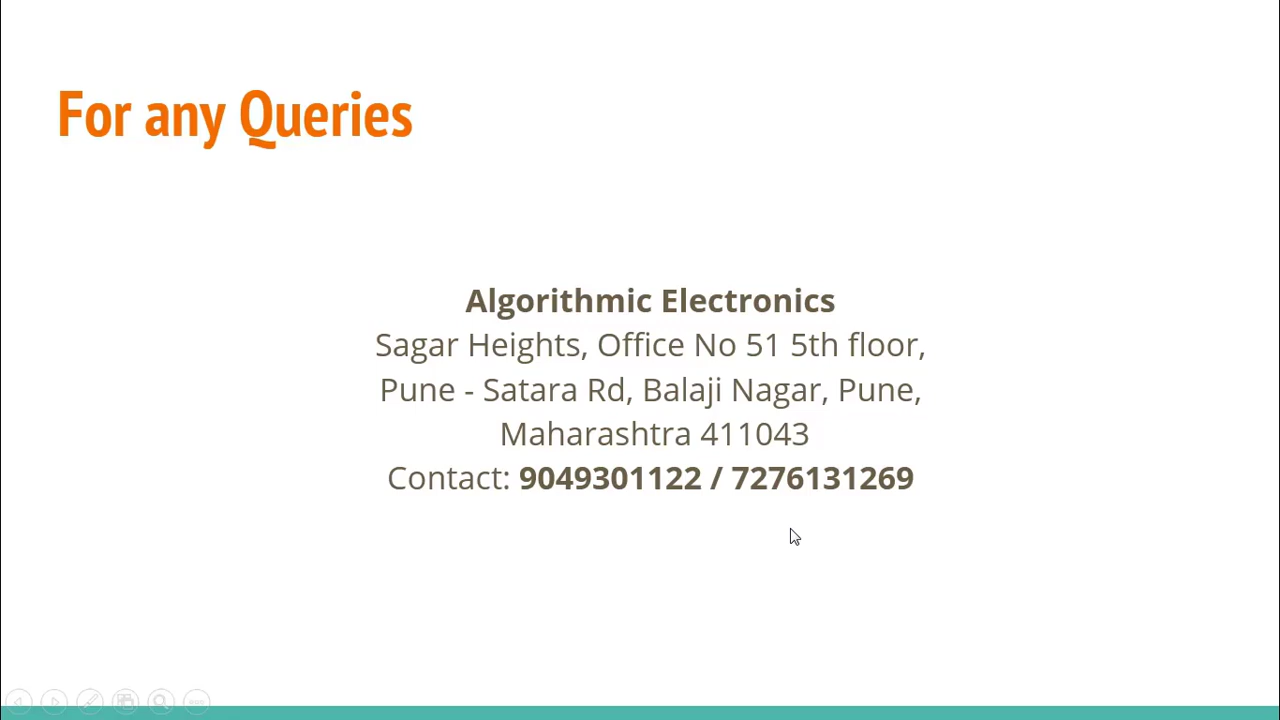 For any Queries
Algorithmic Electronics
Sagar Heights, Office No 51 5th floor,
Pune - Satara Rd, Balaji Nagar, Pune,
Maharashtra 411043
Contact: 9049301122 / 7276131269